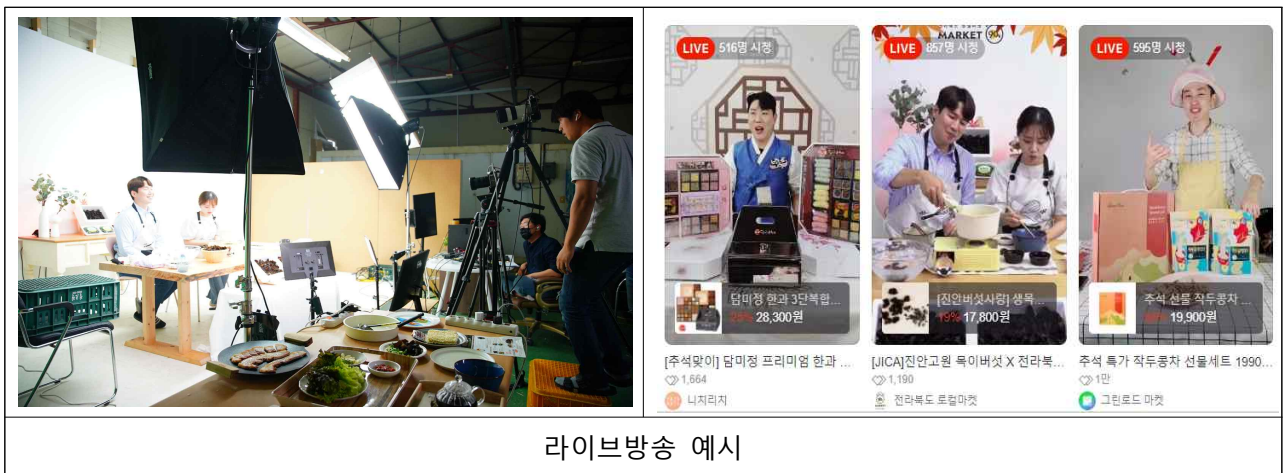 MARKET
LIVE 516명 시청
LIVE 857명 시청
LIVE 595명 시청
담미정 한과 3단복합...
25% 28,300원
[진안버섯사랑] 생목...
19% 17,800원
추석 선물 작두콩차 ...
19,900원
[추석맞이] 담미정 프리미엄 한과 ...
1,664
니지리치
[JICA]진안고원 목이버섯 X 전라북...
1,190
전라북도 로컬마켓
추석 특가 작두콩차 선물세트 1990...
1만
그린로드 마켓
라이브방송 예시